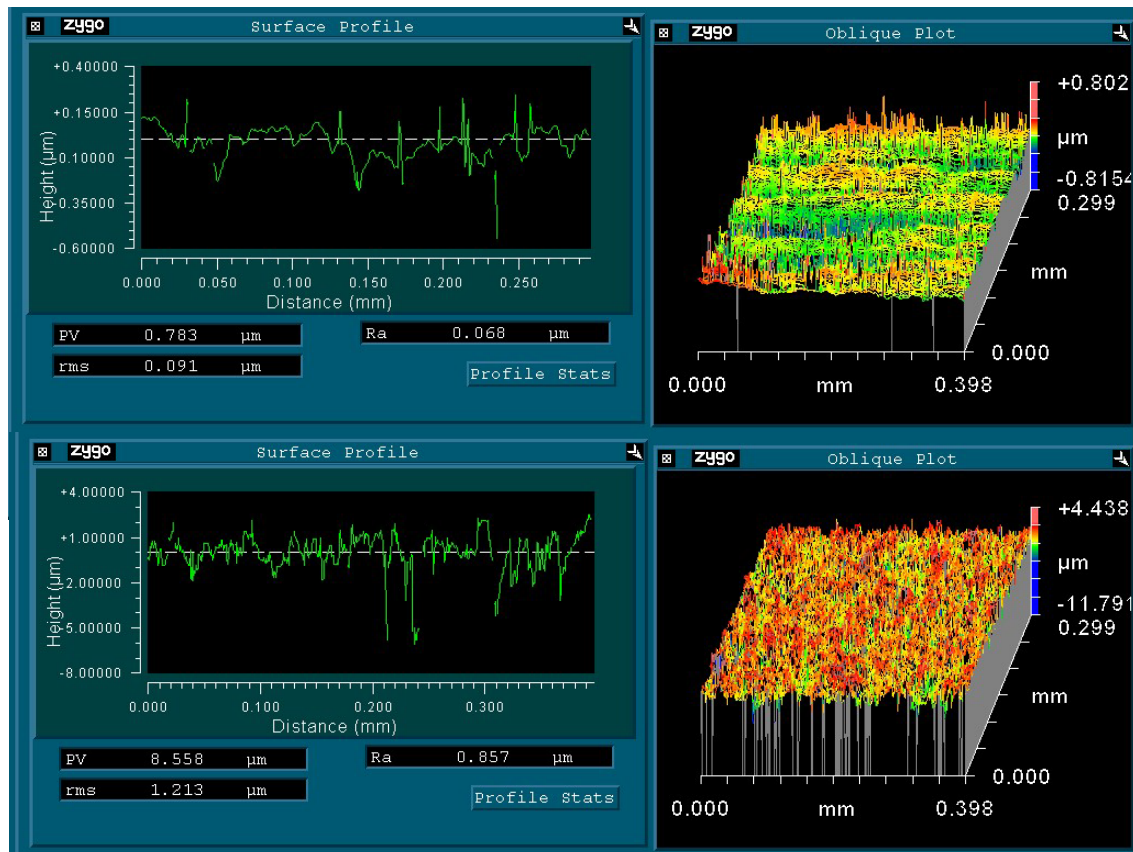 zygo Surface Profile
+0.40000
+0.15000
-0.10000
-0.35000
-0.60000
Height (µm)
0.000 0.050 0.100 0.150 0.200 0.250
Distance (mm)
PV 0.783 µm
Ra 0.068 µm
rms 0.091 µm
Profile Stats
zygo Oblique Plot
+0.802
µm
-0.8154
0.299
mm
0.000
0.000 mm 0.398
zygo Surface Profile
+4.00000
+1.00000
-2.00000
-5.00000
-8.00000
Height (µm)
0.000 0.100 0.200 0.300
Distance (mm)
PV 8.558 µm
Ra 0.857 µm
rms 1.213 µm
Profile Stats
zygo Oblique Plot
+4.438
µm
-11.791
0.299
mm
0.000
0.000 mm 0.398